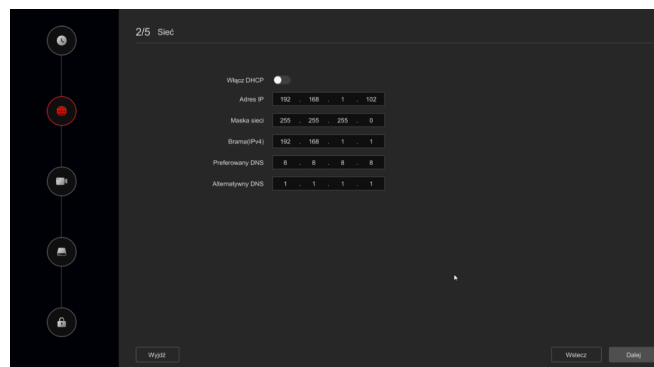 2/5 Sieć
Włącz DHCP
Adres IP 192 . 168 . 1 . 102
Maska sieci 255 . 255 . 255 . 0
Brama(IPv4) 192 . 168 . 1 . 1
Preferowany DNS 8 . 8 . 8 . 8
Alternatywny DNS 1 . 1 . 1 . 1
Wyjdź Wstecz Dalej